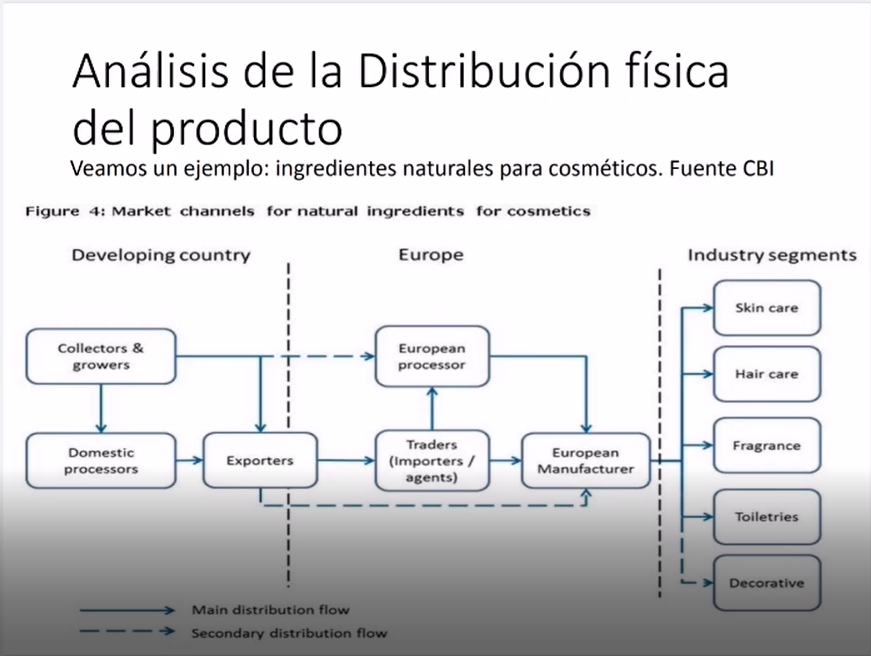 Análisis de la Distribución física
del producto
Veamos un ejemplo: ingredientes naturales para cosméticos. Fuente CBI
Figure 4: Market channels for natural ingredients for cosmetics
Developing country
Europe
Industry segments
Collectors &
growers
European
processor
Domestic
processors
Exporters
Traders
(Importers /
agents)
European
Manufacturer
Skin care
Hair care
Fragrance
Toiletries
Decorative
Main distribution flow
Secondary distribution flow